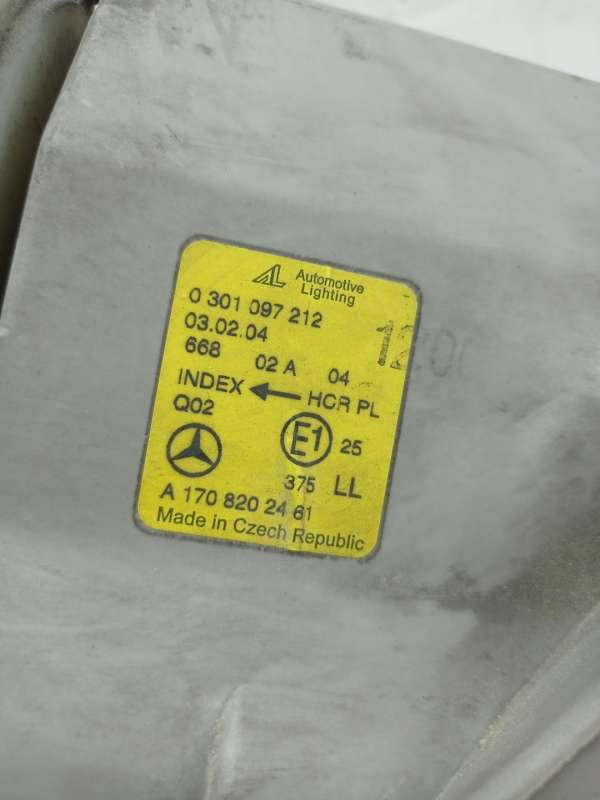 AL Automotive
Lighting
0 301 097 212
03.02.04
668 02 A 04
INDEX ← HCR PL
Q02
E1 25
375 LL
A 170 820 24 61
Made in Czech Republic